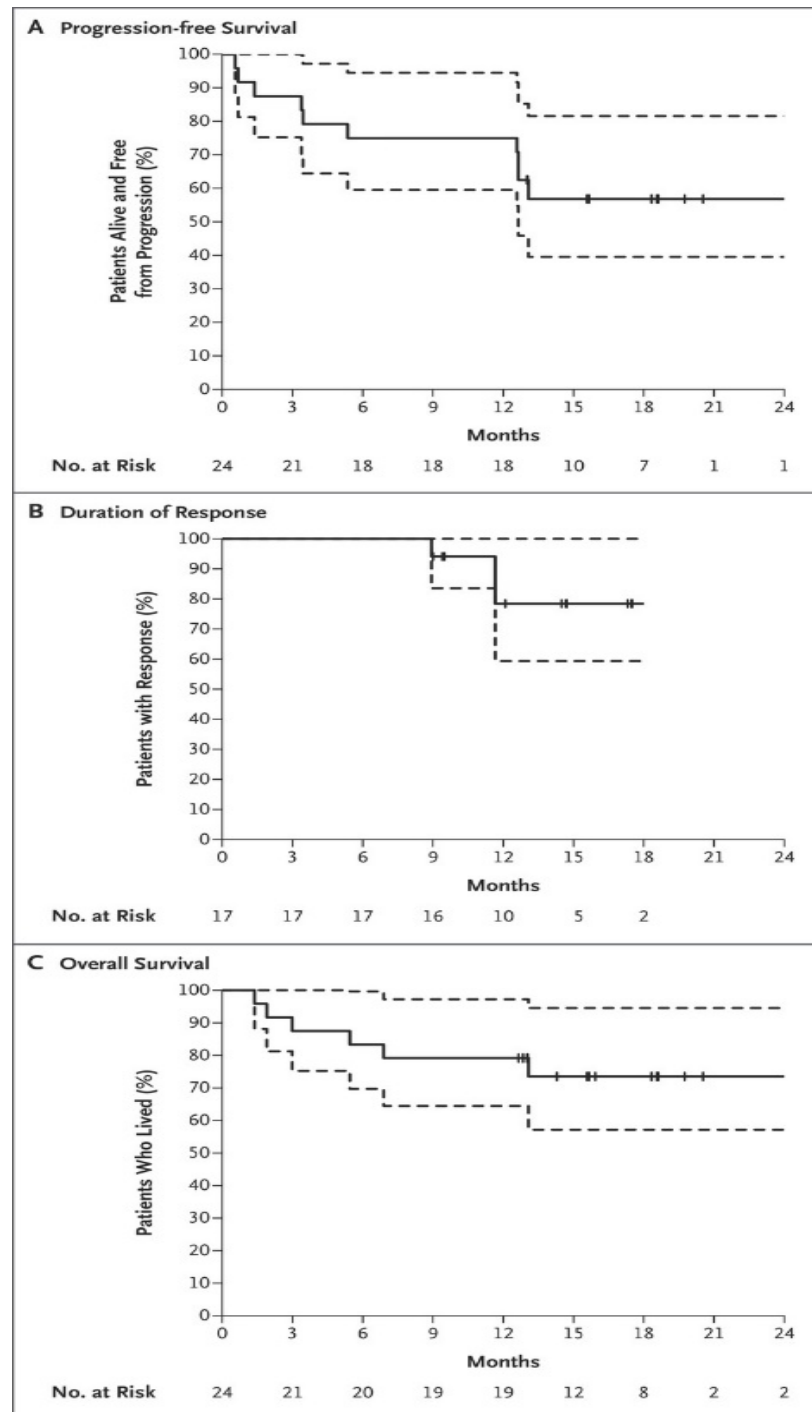 A Progression-free Survival
Patients Alive and Free
from Progression (%)
100
90
80
70
60
50
40
30
20
10
0
0 3 6 9 12 15 18 21 24
Months
No. at Risk 24 21 18 18 18 10 7 1 1
B Duration of Response
Patients with Response (%)
100
90
80
70
60
50
40
30
20
10
0
0 3 6 9 12 15 18 21 24
Months
No. at Risk 17 17 17 16 10 5 2
C Overall Survival
Patients Who Lived (%)
100
90
80
70
60
50
40
30
20
10
0
0 3 6 9 12 15 18 21 24
Months
No. at Risk 24 21 20 19 19 12 8 2 2